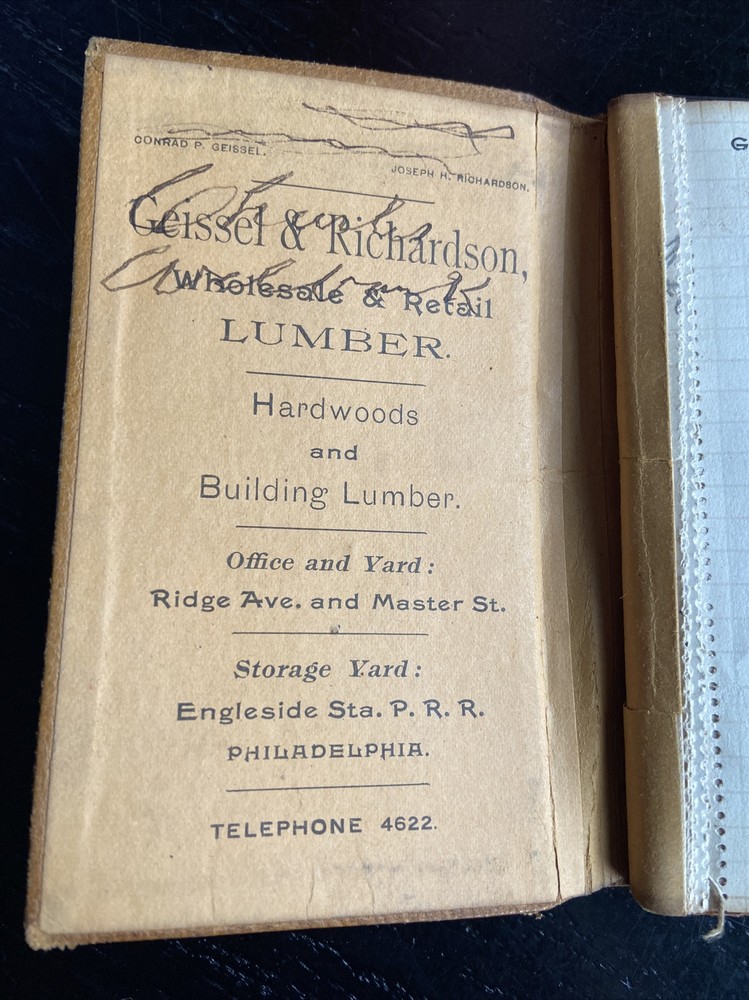 CONRAD P. GEISSEL.
JOSEPH H. RICHARDSON.
Geissel & Richardson,
Wholesale & Retail
LUMBER.
Hardwoods
and
Building Lumber.
Office and Yard:
Ridge Ave. and Master St.
Storage Yard:
Engleside Sta. P. R. R.
PHILADELPHIA.
TELEPHONE 4622.
G